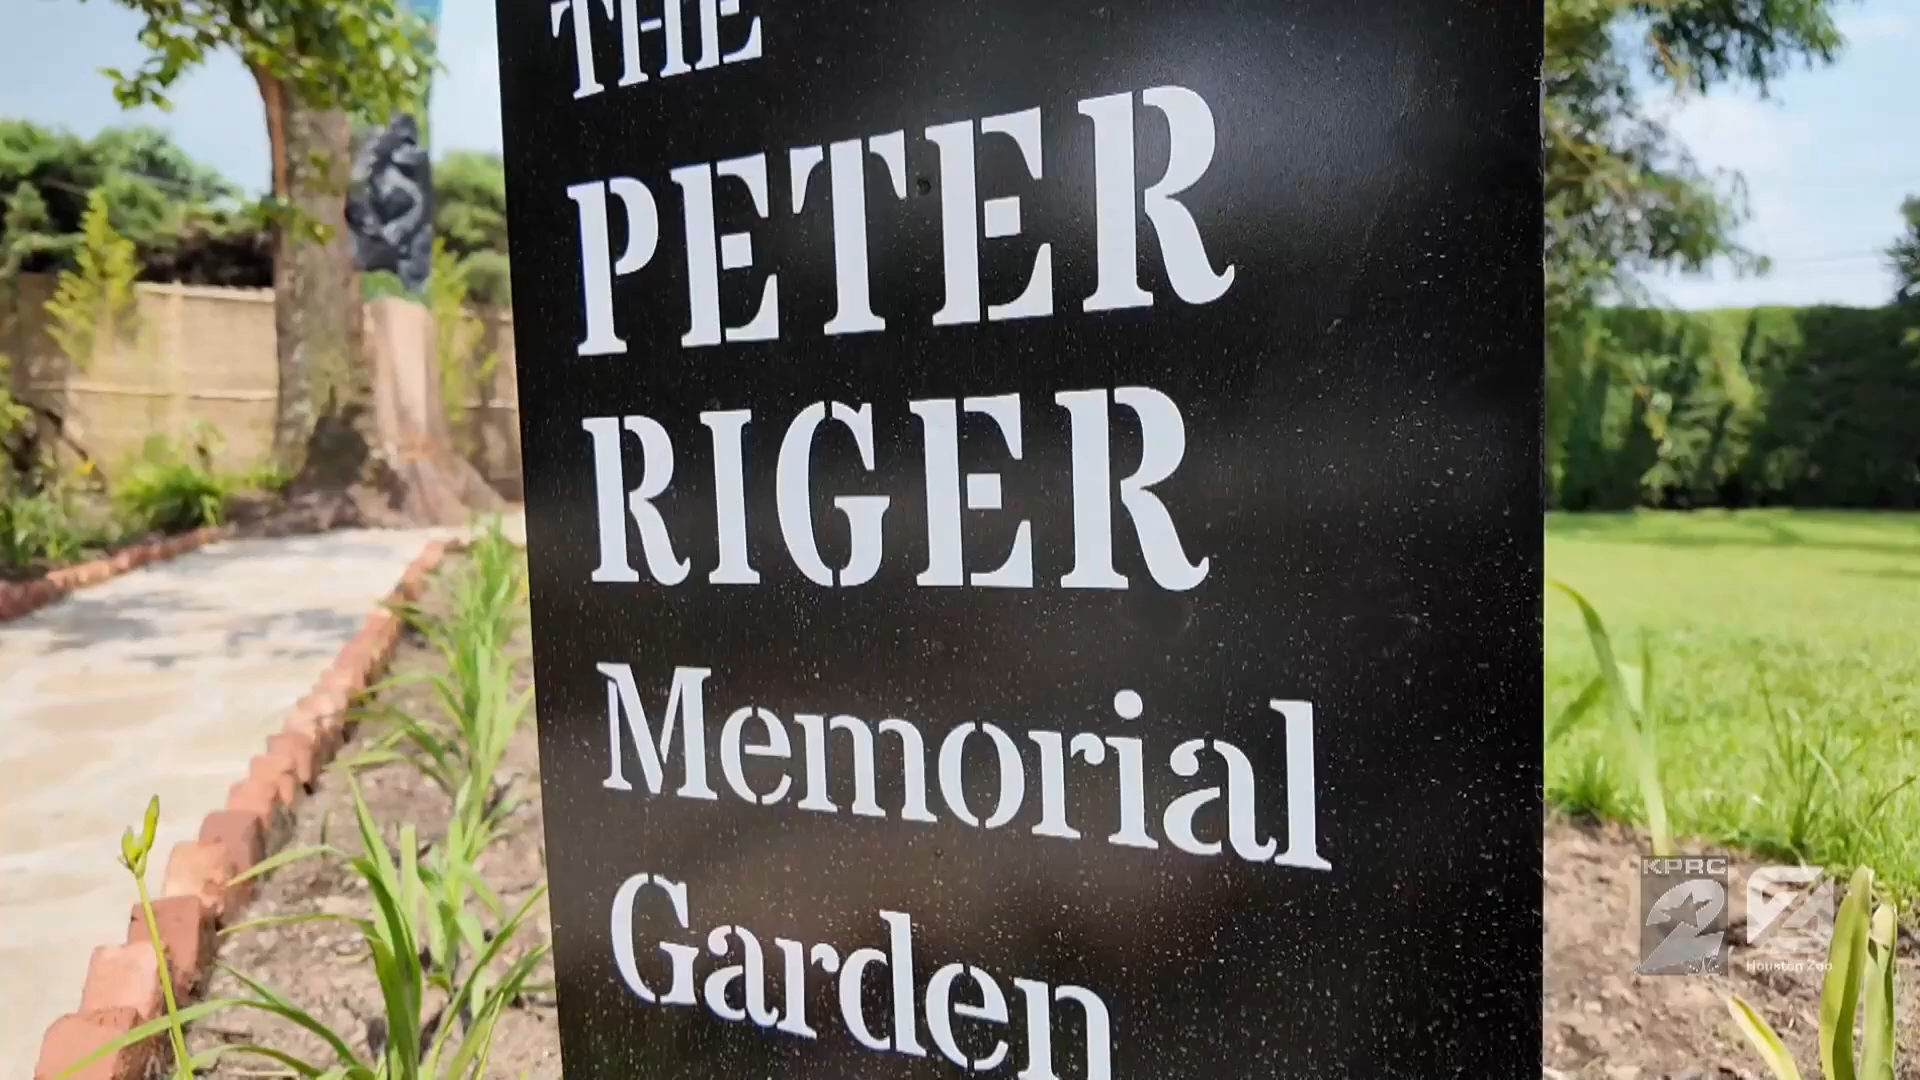 THE
PETER
RIGER
Memorial
Garden
KPRC
2
Houston Zoo